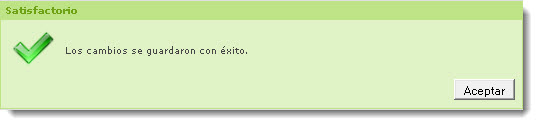 Satisfactorio
Los cambios se guardaron con éxito.
Aceptar